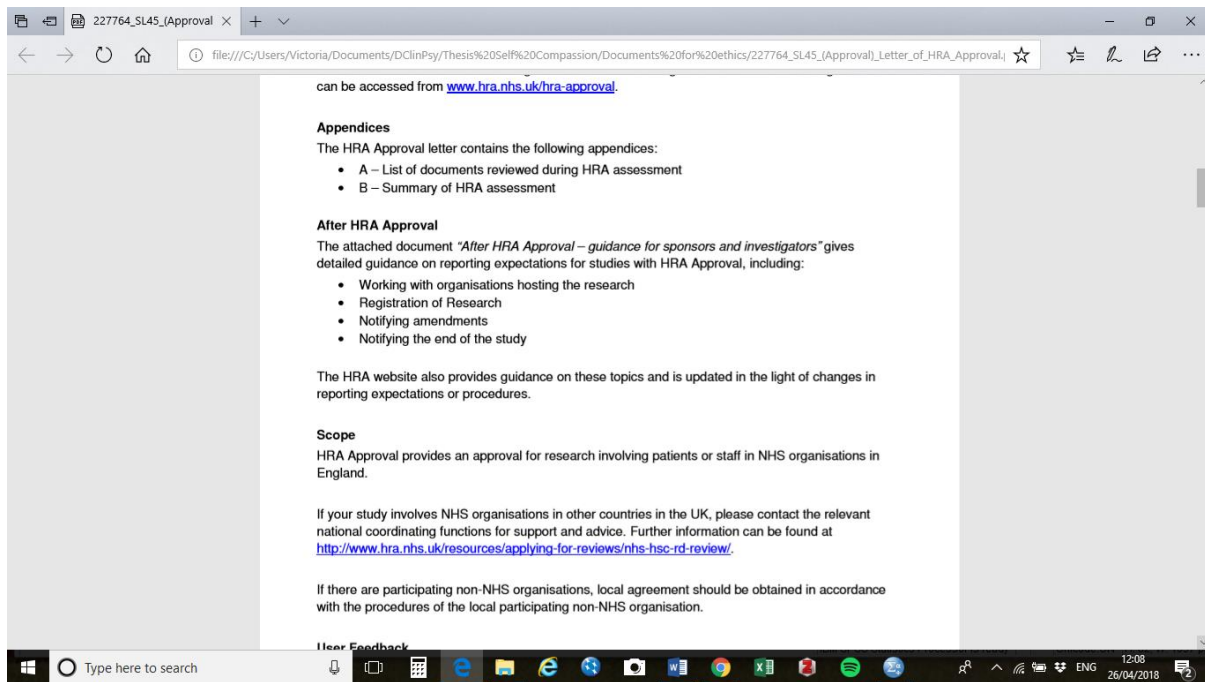 227764_SL45_(Approval
file:///C:/Users/Victoria/Documents/DClinPsy/Thesis%20Self%20Compassion/Documents%20for%20ethics/227764_SL45_(Approval)_Letter_of_HRA_Approval.
can be accessed from www.hra.nhs.uk/hra-approval.
Appendices
The HRA Approval letter contains the following appendices:
• A – List of documents reviewed during HRA assessment
• B – Summary of HRA assessment
After HRA Approval
The attached document “After HRA Approval – guidance for sponsors and investigators” gives
detailed guidance on reporting expectations for studies with HRA Approval, including:
• Working with organisations hosting the research
• Registration of Research
• Notifying amendments
• Notifying the end of the study
The HRA website also provides guidance on these topics and is updated in the light of changes in
reporting expectations or procedures.
Scope
HRA Approval provides an approval for research involving patients or staff in NHS organisations in
England.
If your study involves NHS organisations in other countries in the UK, please contact the relevant
national coordinating functions for support and advice. Further information can be found at
http://www.hra.nhs.uk/resources/applying-for-reviews/nhs-hsc-rd-review/.
If there are participating non-NHS organisations, local agreement should be obtained in accordance
with the procedures of the local participating non-NHS organisation.
User Feedback
Type here to search
ENG
12:08
26/04/2018